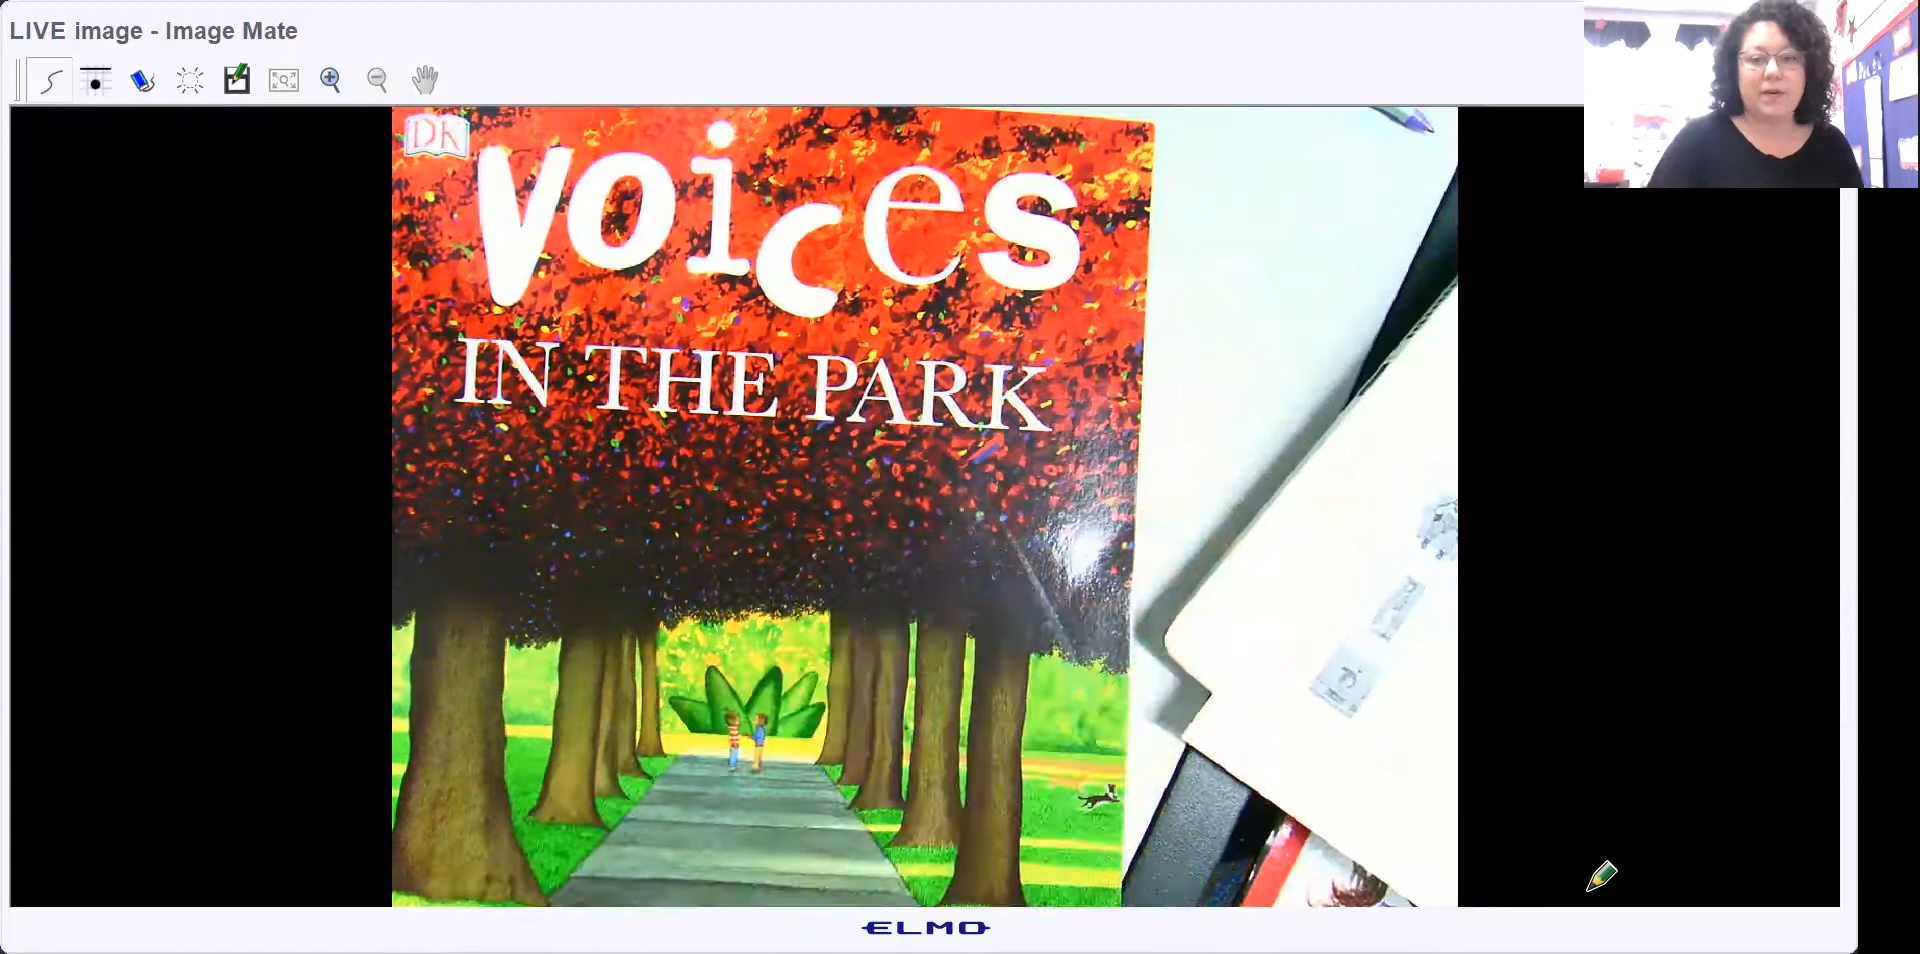 LIVE image - Image Mate
DK
voices
IN THE PARK
ELMO